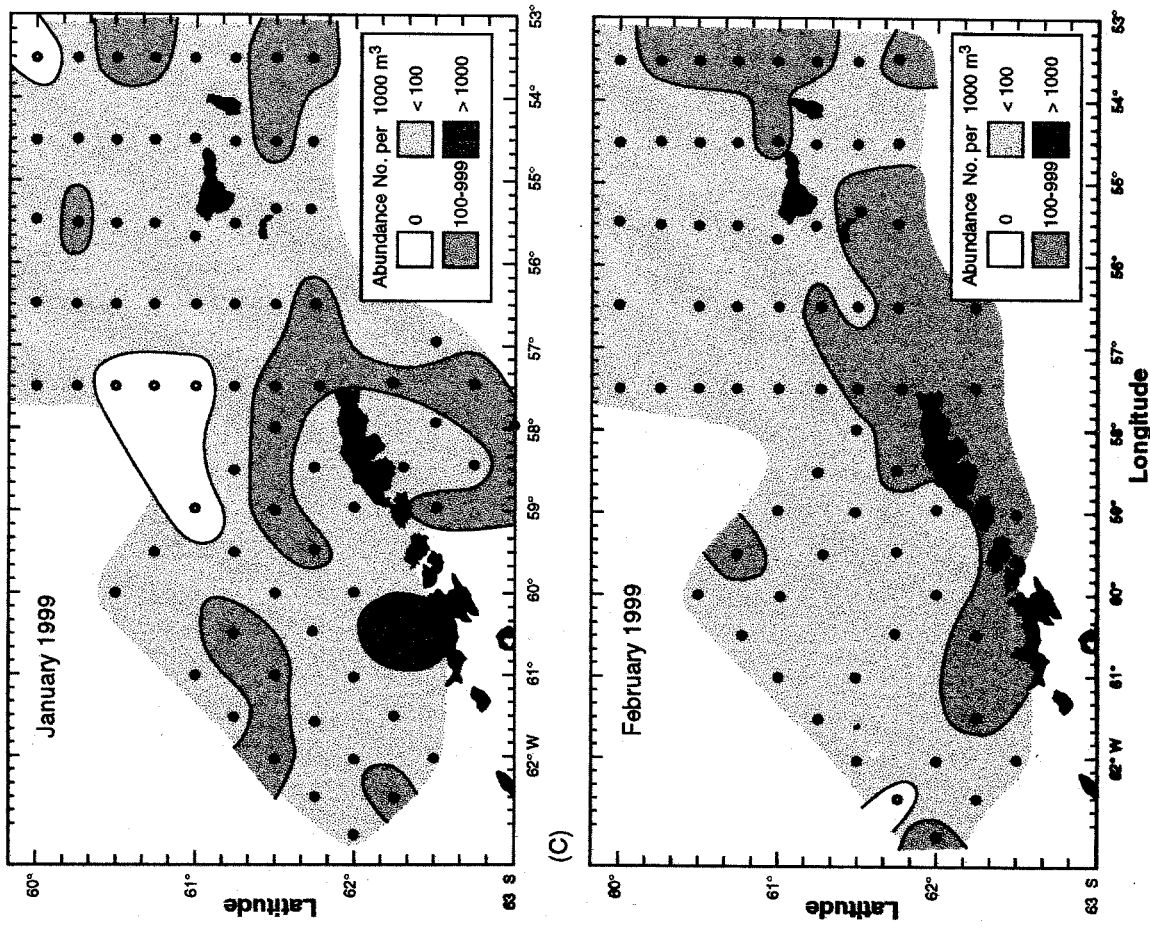 January 1999
Abundance No. per 1000 m³
0
< 100
100-999
> 1000
Latitude
60°
61°
62°
63 S
62° W
61°
60°
59°
58°
57°
56°
55°
54°
53°
(C)
February 1999
Abundance No. per 1000 m³
0
< 100
100-999
> 1000
Latitude
60°
61°
62°
63 S
62° W
61°
60°
59°
58°
57°
56°
55°
54°
53°
Longitude